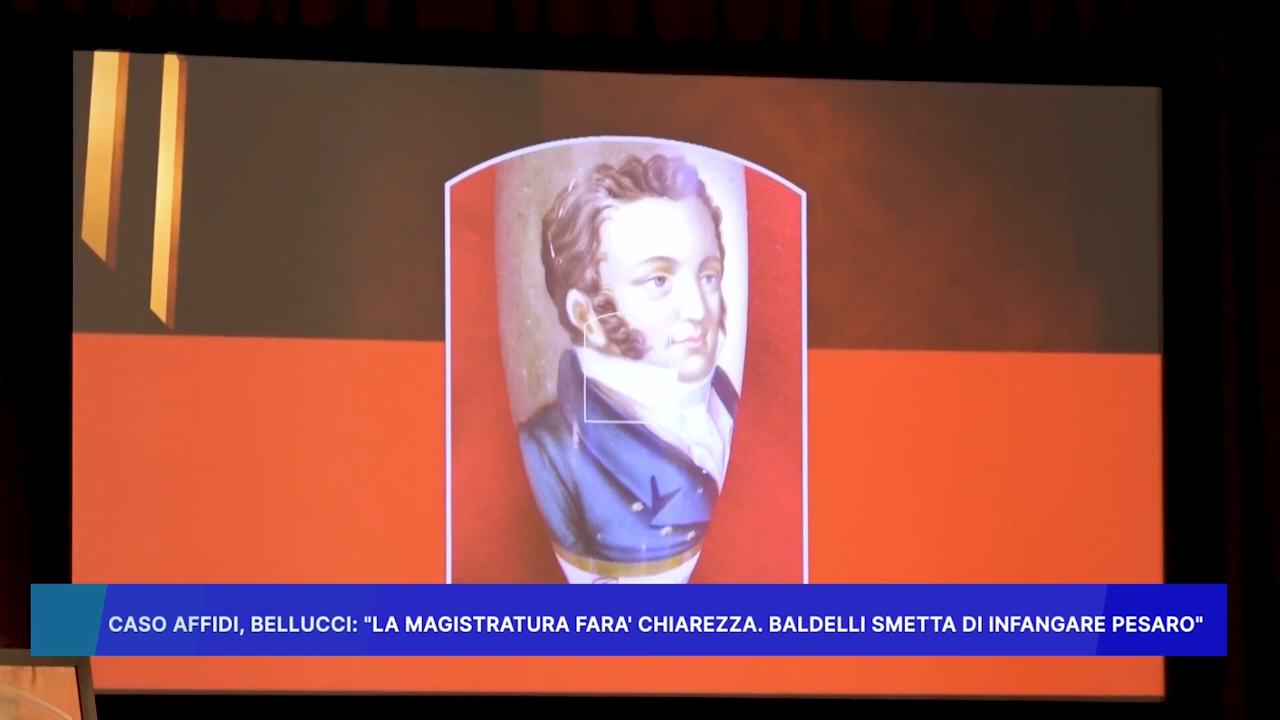 CASO AFFIDI, BELLUCCI: "LA MAGISTRATURA FARA' CHIAREZZA. BALDELLI SMETTA DI INFANGARE PESARO"